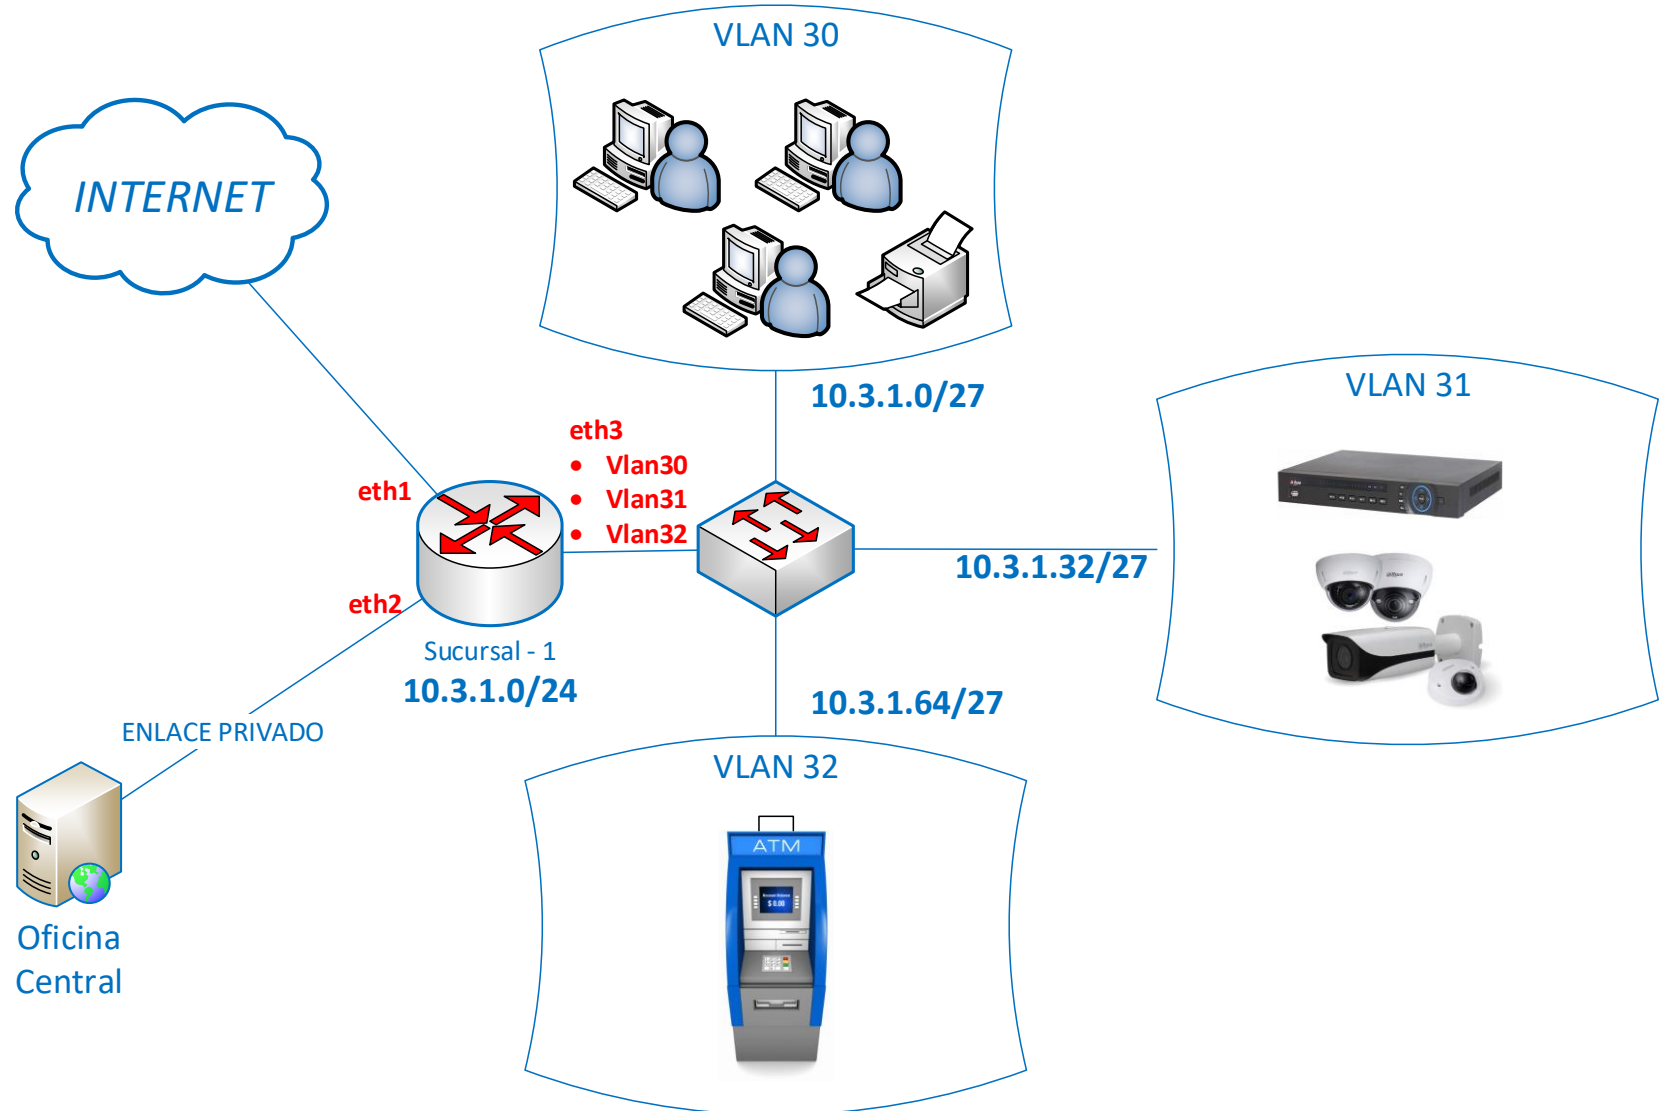 VLAN 30
INTERNET
10.3.1.0/27
VLAN 31
eth3
• Vlan30
• Vlan31
• Vlan32
eth1
10.3.1.32/27
eth2
Sucursal - 1
10.3.1.0/24
10.3.1.64/27
ENLACE PRIVADO
VLAN 32
ATM
$ 0.00
Oficina
Central